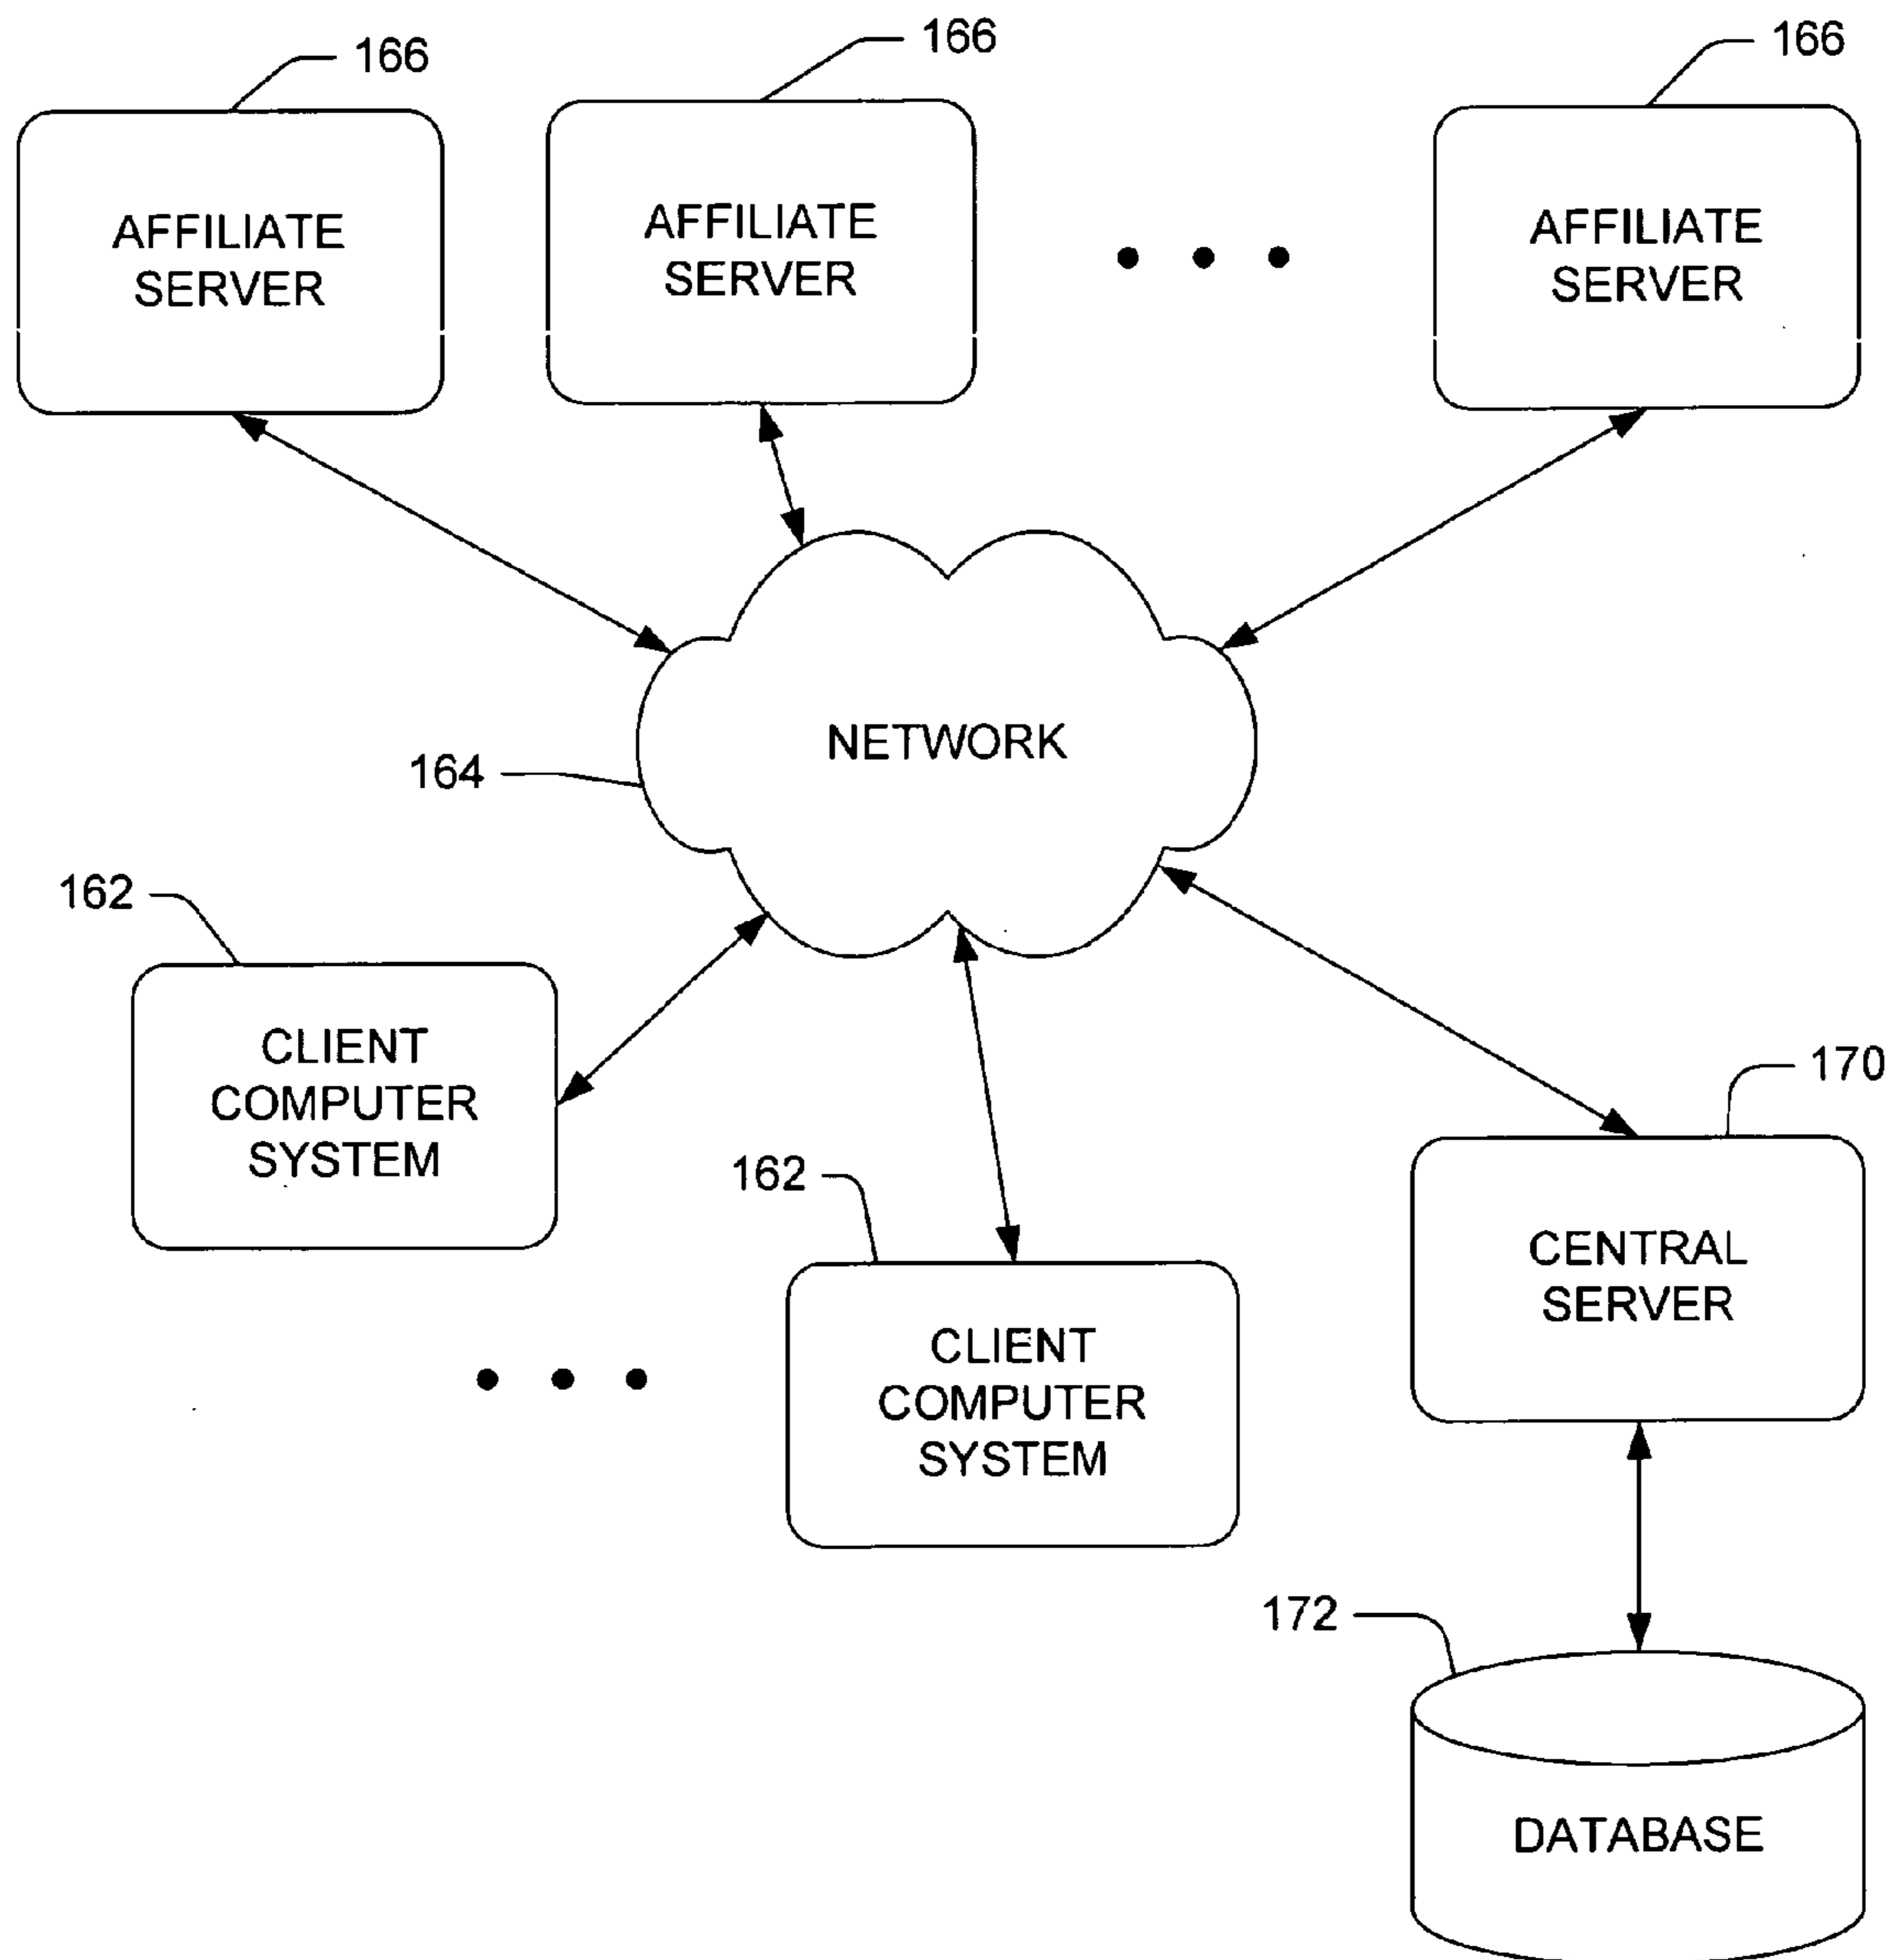 166
166
166
AFFILIATE
SERVER
AFFILIATE
SERVER
AFFILIATE
SERVER
NETWORK
164
162
CLIENT
COMPUTER
SYSTEM
170
162
CENTRAL
SERVER
CLIENT
COMPUTER
SYSTEM
172
DATABASE